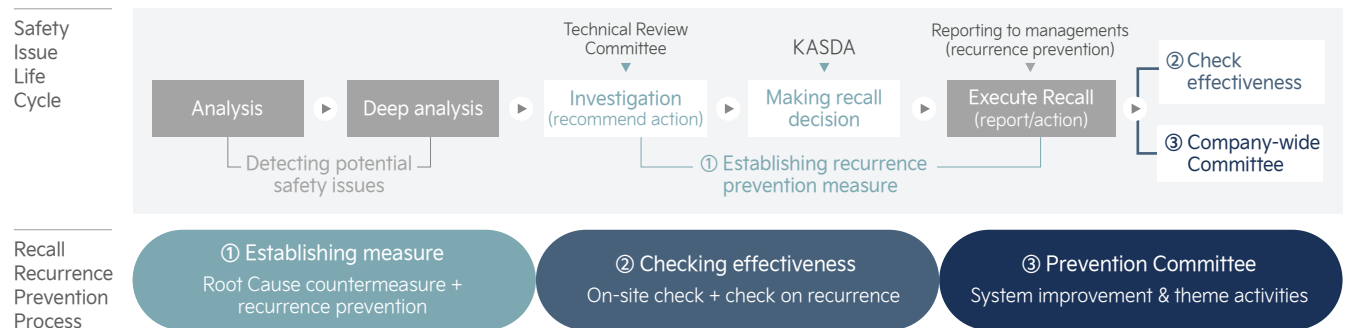 Safety
Issue
Life
Cycle
Technical Review
Committee
KASDA
Reporting to managements
(recurrence prevention)
Analysis
Deep analysis
Investigation
(recommend action)
Making recall
decision
Execute Recall
(report/action)
② Check
effectiveness
③ Company-wide
Committee
Detecting potential
safety issues
① Establishing recurrence
prevention measure
Recall
Recurrence
Prevention
Process
① Establishing measure
Root Cause countermeasure +
recurrence prevention
② Checking effectiveness
On-site check + check on recurrence
③ Prevention Committee
System improvement & theme activities